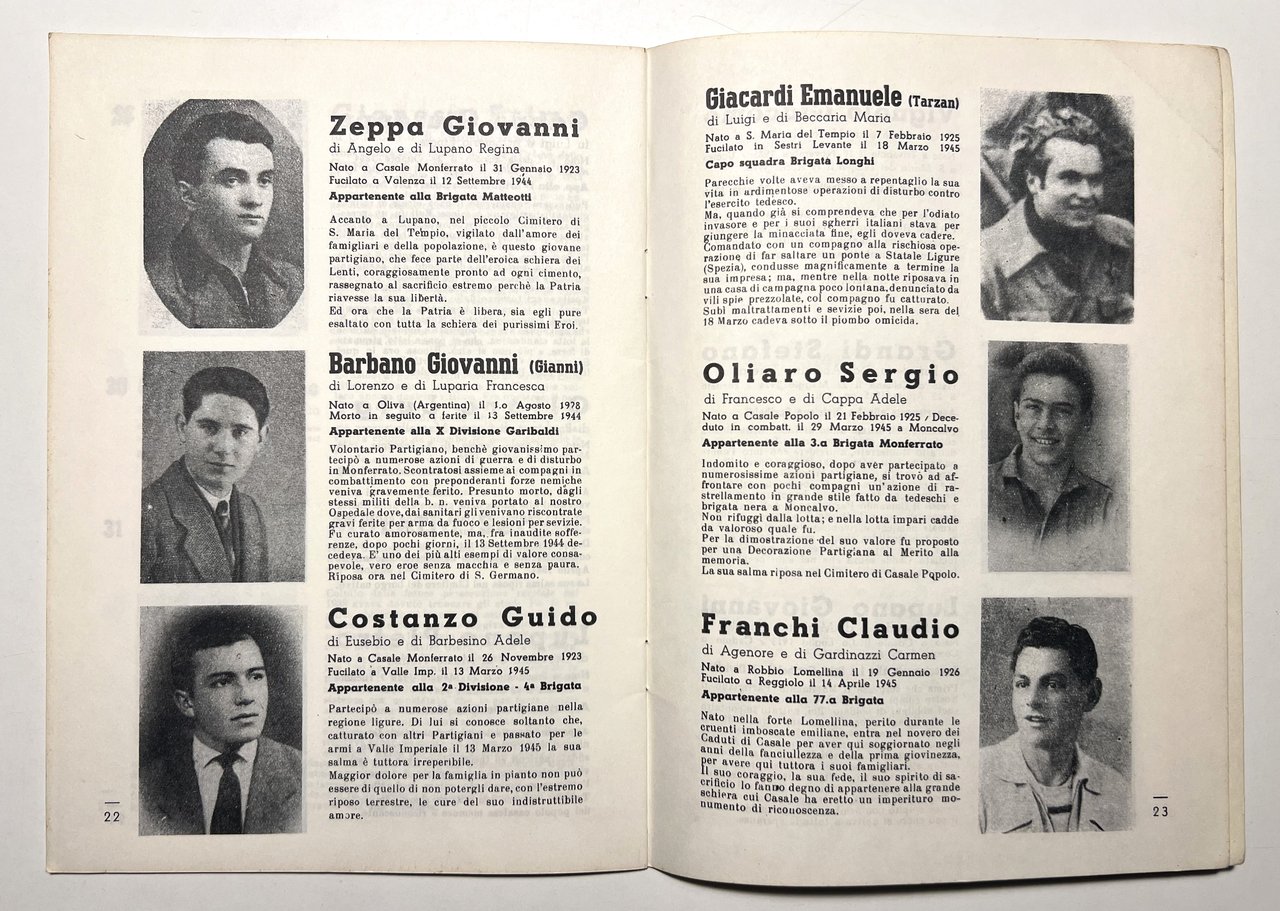 Zeppa Giovanni
di Angelo e di Lupano Regina
Nato a Casale Monferrato il 31 Gennaio 1923
Fucilato a Valenza il 12 Settembre 1944
Appartenente alla Brigata Matteotti
Accanto a Lupano, nel piccolo Cimitero di
S. Maria del Tempio, vigilato dall'amore dei
famigliari e della popolazione, è questo giovane
partigiano, che fece parte dell'eroica schiera dei
Lenti, coraggiosamente pronto ad ogni cimento,
rassegnato al sacrificio estremo perchè la Patria
riavesse la sua libertà.
Ed ora che la Patria è libera, sia egli pure
esaltato con tutta la schiera dei purissimi Eroi.
Barbano Giovanni (Gianni)
di Lorenzo e di Luparia Francesca
Nato a Oliva (Argentina) il 1.o Agosto 1928
Morto in seguito a ferite il 13 Settembre 1944
Appartenente alla X Divisione Garibaldi
Volontario Partigiano, benchè giovanissimo par-
tecipò a numerose azioni di guerra e di disturbo
in Monferrato. Scontratosi assieme ai compagni in
combattimento con preponderanti forze nemiche
veniva gravemente ferito. Presunto morto, dagli
stessi militi della b. n. veniva portato al nostro
Ospedale dove, dai sanitari gli venivano riscontrate
gravi ferite per arma da fuoco e lesioni per sevizie.
Fu curato amorosamente, ma, fra inaudite soffe-
renze, dopo pochi giorni, il 13 Settembre 1944 de-
cedeva. E' uno dei più alti esempi di valore consa-
pevole, vero eroe senza macchia e senza paura.
Riposa ora nel Cimitero di S. Germano.
Costanzo Guido
di Eusebio e di Barbesino Adele
Nato a Casale Monferrato il 26 Novembre 1923
Fucilato a Valle Imp. il 13 Marzo 1945
Appartenente alla 2ª Divisione - 4ª Brigata
Partecipò a numerose azioni partigiane nella
regione ligure. Di lui si conosce soltanto che,
catturato con altri Partigiani e passato per le
armi a Valle Imperiale il 13 Marzo 1945 la sua
salma è tuttora irreperibile.
Maggior dolore per la famiglia in pianto non può
essere di quello di non potergli dare, con l'estremo
riposo terrestre, le cure del suo indistruttibile
amore.
22
Giacardi Emanuele (Tarzan)
di Luigi e di Beccaria Maria
Nato a S. Maria del Tempio il 7 Febbraio 1925
Fucilato in Sestri Levante il 18 Marzo 1945
Capo squadra Brigata Longhi
Parecchie volte aveva messo a repentaglio la sua
vita in ardimentose operazioni di disturbo contro
l'esercito tedesco.
Ma, quando già si comprendeva che per l'odiato
invasore e per i suoi sgherri italiani stava per
giungere la minacciata fine, egli doveva cadere.
Comandato con un compagno alla rischiosa ope-
razione di far saltare un ponte a Statale Ligure
(Spezia), condusse magnificamente a termine la
sua impresa; ma, mentre nella notte riposava in
una casa di campagna poco lontana, denunciato da
vili spie prezzolate, col compagno fu catturato.
Subì maltrattamenti e sevizie poi, nella sera del
18 Marzo cadeva sotto il piombo omicida.
Oliaro Sergio
di Francesco e di Cappa Adele
Nato a Casale Popolo il 21 Febbraio 1925 / Dece-
duto in combatt. il 29 Marzo 1945 a Moncalvo
Appartenente alla 3.a Brigata Monferrato
Indomito e coraggioso, dopo aver partecipato a
numerosissime azioni partigiane, si trovò ad af-
frontare con pochi compagni un'azione di ra-
strellamento in grande stile fatto da tedeschi e
brigata nera a Moncalvo.
Non rifuggì dalla lotta; e nella lotta impari cadde
da valoroso quale fu.
Per la dimostrazione del suo valore fu proposto
per una Decorazione Partigiana al Merito alla
memoria.
La sua salma riposa nel Cimitero di Casale Popolo.
Franchi Claudio
di Agenore e di Gardinazzi Carmen
Nato a Robbio Lomellina il 19 Gennaio 1926
Fucilato a Reggiolo il 14 Aprile 1945
Appartenente alla 77.a Brigata
Nato nella forte Lomellina, perito durante le
cruenti imboscate emiliane, entra nel novero dei
Caduti di Casale per aver qui soggiornato negli
anni della fanciullezza e della prima giovinezza,
per avere qui tuttora i suoi famigliari.
Il suo coraggio, la sua fede, il suo spirito di sa-
crificio lo fanno degno di appartenere alla grande
schiera cui Casale ha eretto un imperituro mo-
numento di riconoscenza.
23